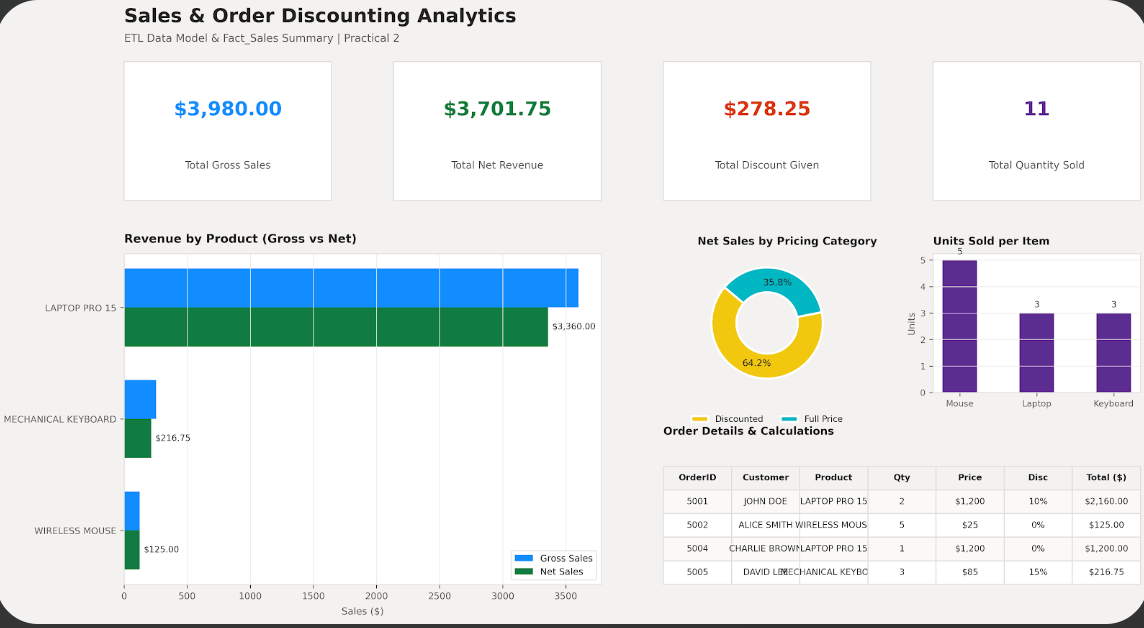 Sales & Order Discounting Analytics
ETL Data Model & Fact_Sales Summary | Practical 2
$3,980.00
Total Gross Sales
$3,701.75
Total Net Revenue
$278.25
Total Discount Given
11
Total Quantity Sold
Revenue by Product (Gross vs Net)
LAPTOP PRO 15
$3,360.00
MECHANICAL KEYBOARD
$216.75
WIRELESS MOUSE
$125.00
Gross Sales
Net Sales
0 500 1000 1500 2000 2500 3000 3500
Sales ($)
Net Sales by Pricing Category
35.8%
64.2%
Discounted Full Price
Units Sold per Item
Units
5
4
3
2
1
0
5 3 3
Mouse Laptop Keyboard
Order Details & Calculations
OrderID Customer Product Qty Price Disc Total ($)
5001 JOHN DOE LAPTOP PRO 15 2 $1,200 10% $2,160.00
5002 ALICE SMITH WIRELESS MOUS 5 $25 0% $125.00
5004 CHARLIE BROWN LAPTOP PRO 15 1 $1,200 0% $1,200.00
5005 DAVID LEE MECHANICAL KEYBO 3 $85 15% $216.75